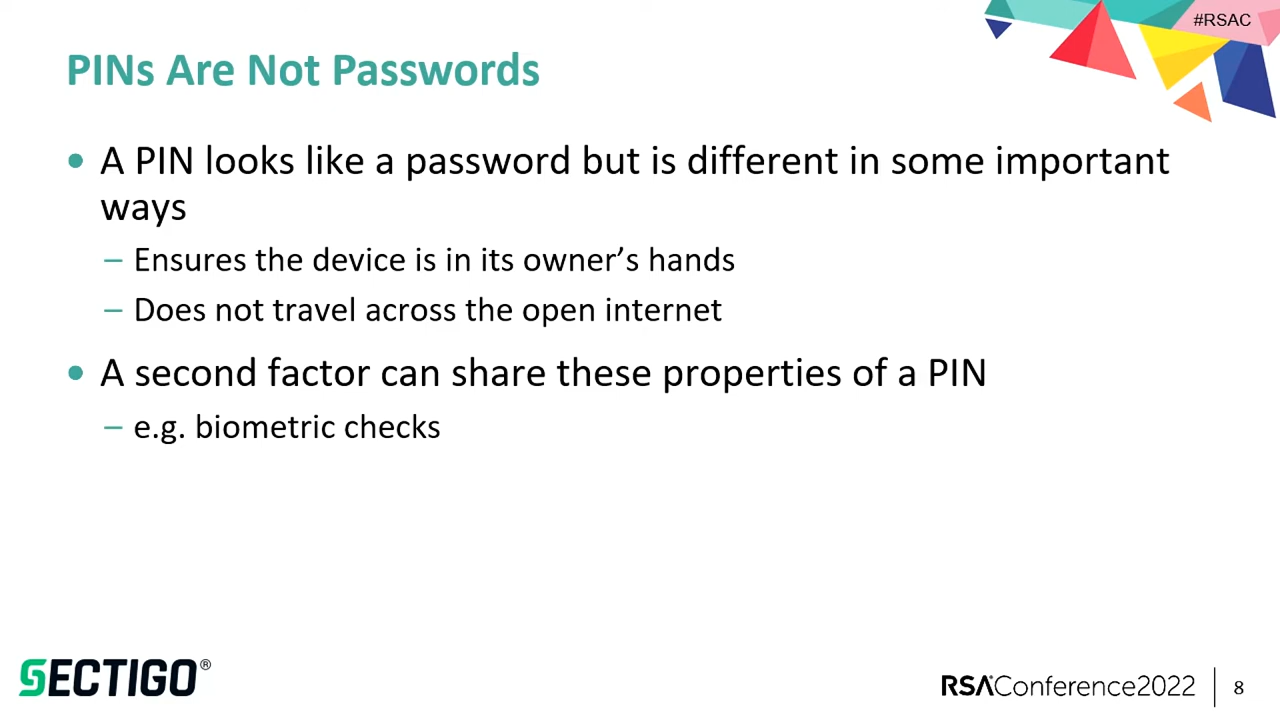 #RSAC
PINs Are Not Passwords
• A PIN looks like a password but is different in some important
ways
– Ensures the device is in its owner’s hands
– Does not travel across the open internet
• A second factor can share these properties of a PIN
– e.g. biometric checks
SECTIGO®
RSAConference2022
8